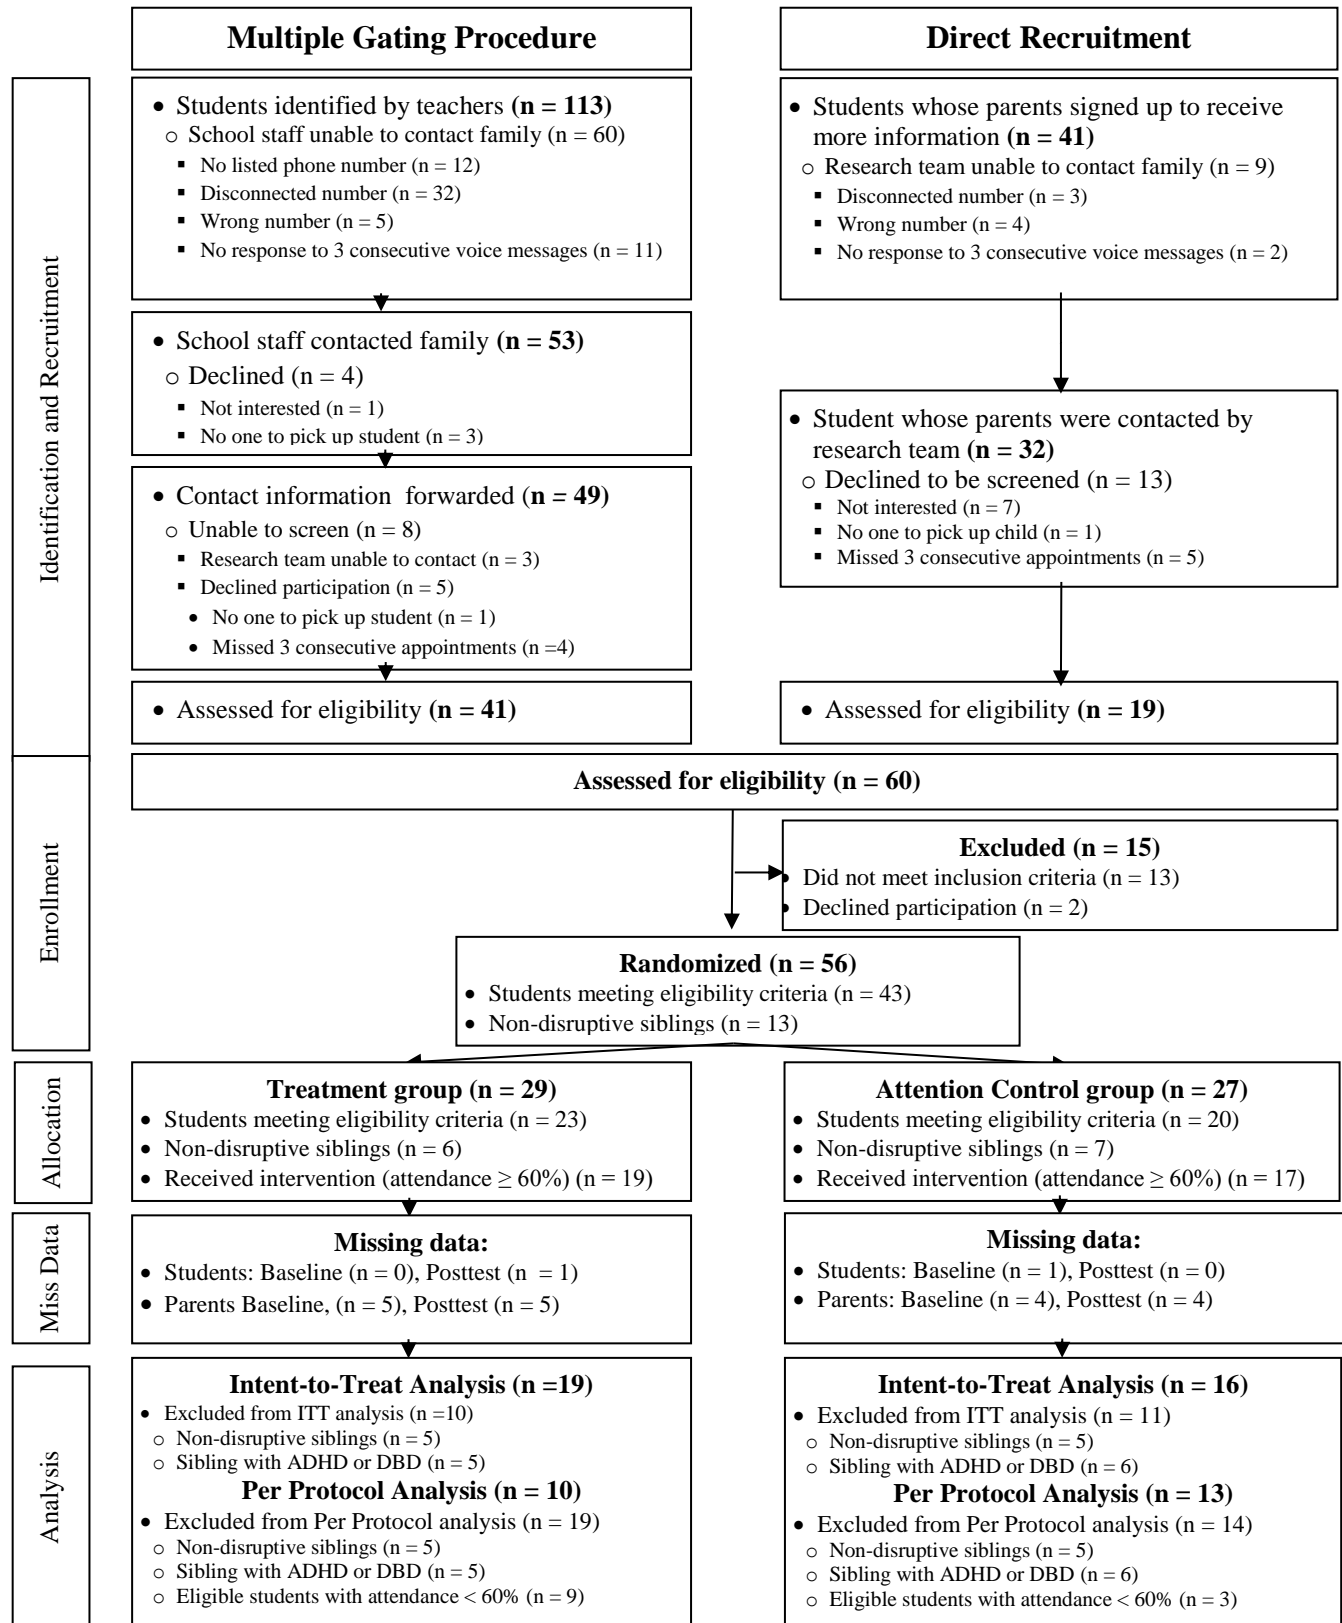 Multiple Gating Procedure
Direct Recruitment
Identification and Recruitment
• Students identified by teachers (n = 113)
o School staff unable to contact family (n = 60)
▪ No listed phone number (n = 12)
▪ Disconnected number (n = 32)
▪ Wrong number (n = 5)
▪ No response to 3 consecutive voice messages (n = 11)
• Students whose parents signed up to receive
more information (n = 41)
o Research team unable to contact family (n = 9)
▪ Disconnected number (n = 3)
▪ Wrong number (n = 4)
▪ No response to 3 consecutive voice messages (n = 2)
• School staff contacted family (n = 53)
o Declined (n = 4)
▪ Not interested (n = 1)
▪ No one to pick up student (n = 3)
• Student whose parents were contacted by
research team (n = 32)
o Declined to be screened (n = 13)
▪ Not interested (n = 7)
▪ No one to pick up child (n = 1)
▪ Missed 3 consecutive appointments (n = 5)
• Contact information forwarded (n = 49)
o Unable to screen (n = 8)
▪ Research team unable to contact (n = 3)
▪ Declined participation (n = 5)
• No one to pick up student (n = 1)
• Missed 3 consecutive appointments (n =4)
• Assessed for eligibility (n = 41)
• Assessed for eligibility (n = 19)
Enrollment
Assessed for eligibility (n = 60)
Excluded (n = 15)
• Did not meet inclusion criteria (n = 13)
• Declined participation (n = 2)
Randomized (n = 56)
• Students meeting eligibility criteria (n = 43)
• Non-disruptive siblings (n = 13)
Allocation
Treatment group (n = 29)
• Students meeting eligibility criteria (n = 23)
• Non-disruptive siblings (n = 6)
• Received intervention (attendance ≥ 60%) (n = 19)
Attention Control group (n = 27)
• Students meeting eligibility criteria (n = 20)
• Non-disruptive siblings (n = 7)
• Received intervention (attendance ≥ 60%) (n = 17)
Miss Data
Missing data:
• Students: Baseline (n = 0), Posttest (n = 1)
• Parents Baseline, (n = 5), Posttest (n = 5)
Missing data:
• Students: Baseline (n = 1), Posttest (n = 0)
• Parents: Baseline (n = 4), Posttest (n = 4)
Analysis
Intent-to-Treat Analysis (n =19)
• Excluded from ITT analysis (n =10)
o Non-disruptive siblings (n = 5)
o Sibling with ADHD or DBD (n = 5)
Per Protocol Analysis (n = 10)
• Excluded from Per Protocol analysis (n = 19)
o Non-disruptive siblings (n = 5)
o Sibling with ADHD or DBD (n = 5)
o Eligible students with attendance < 60% (n = 9)
Intent-to-Treat Analysis (n = 16)
• Excluded from ITT analysis (n = 11)
o Non-disruptive siblings (n = 5)
o Sibling with ADHD or DBD (n = 6)
Per Protocol Analysis (n = 13)
• Excluded from Per Protocol analysis (n = 14)
o Non-disruptive siblings (n = 5)
o Sibling with ADHD or DBD (n = 6)
o Eligible students with attendance < 60% (n = 3)